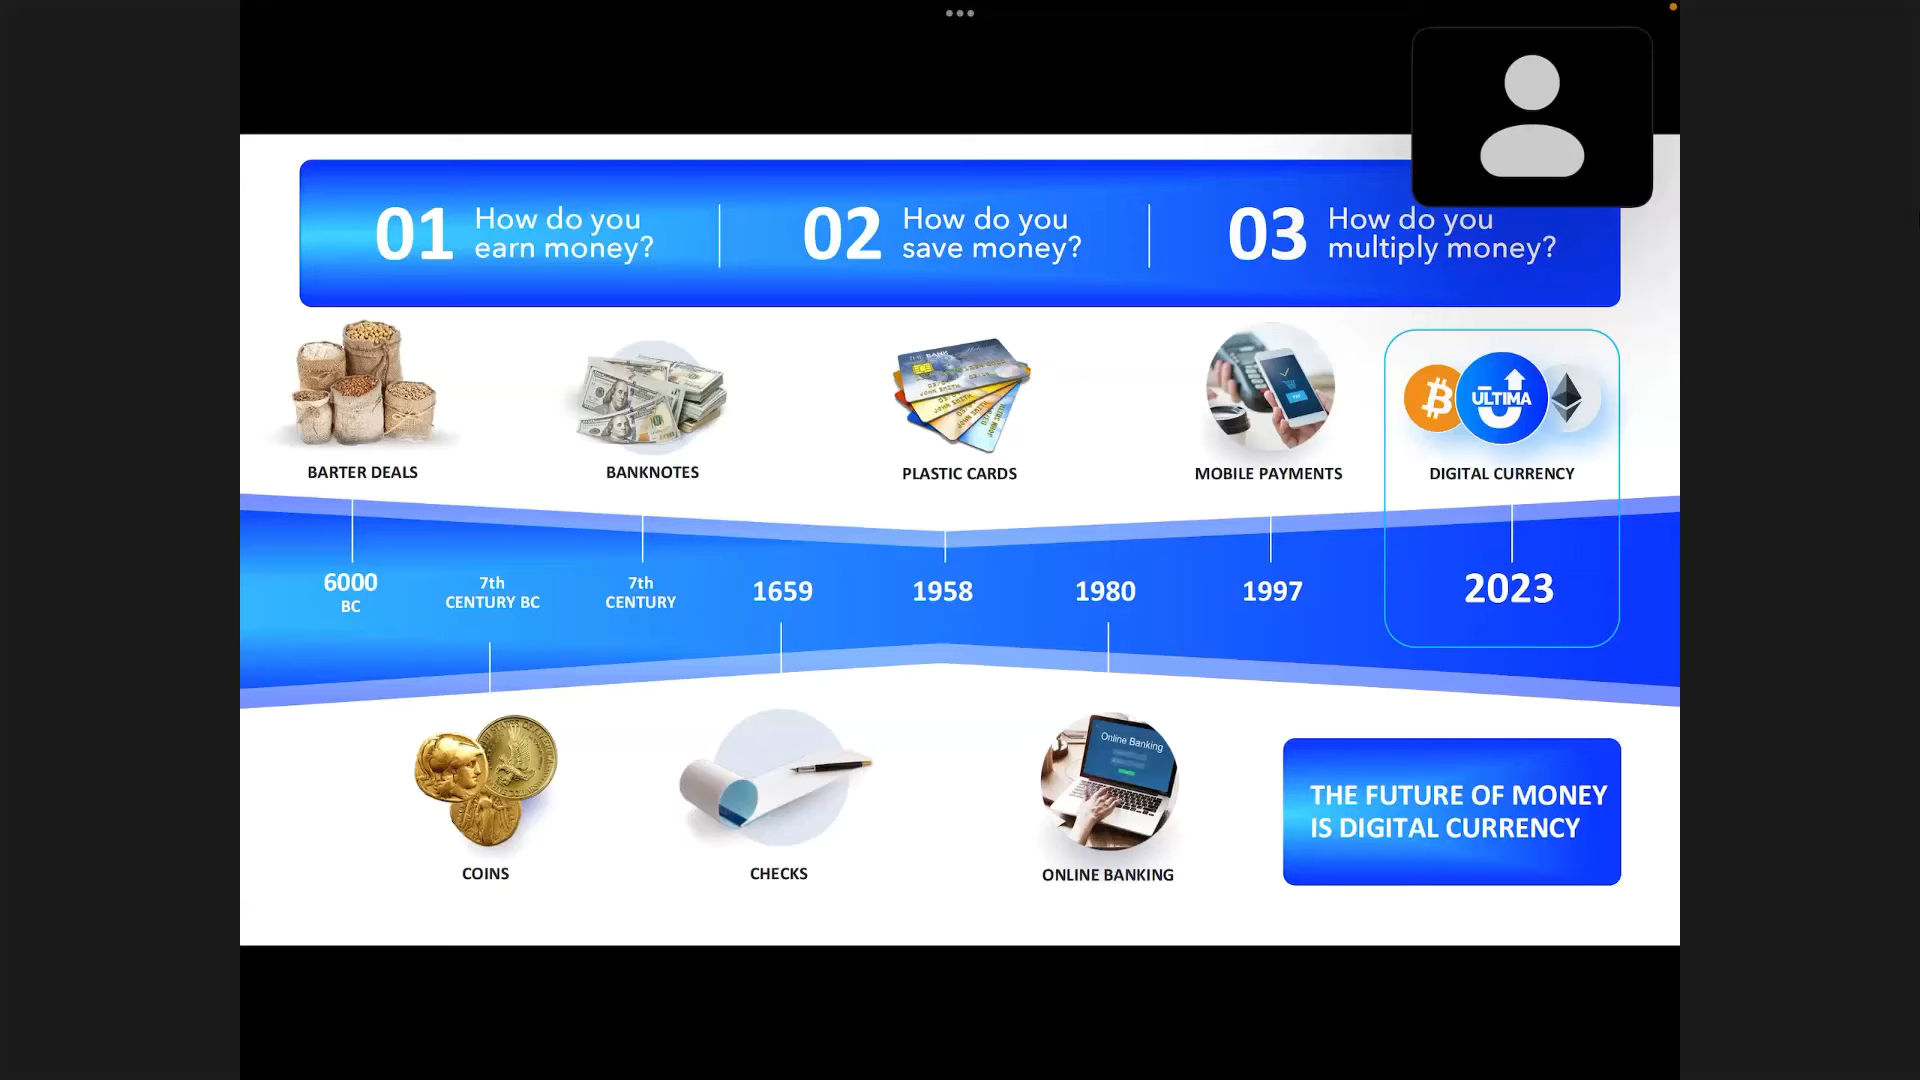 01 How do you
earn money?
02 How do you
save money?
03 How do you
multiply money?
BARTER DEALS
BANKNOTES
PLASTIC CARDS
MOBILE PAYMENTS
ULTIMA
DIGITAL CURRENCY
6000
BC
7th
CENTURY BC
7th
CENTURY
1659
1958
1980
1997
2023
Online Banking
COINS
CHECKS
ONLINE BANKING
THE FUTURE OF MONEY
IS DIGITAL CURRENCY